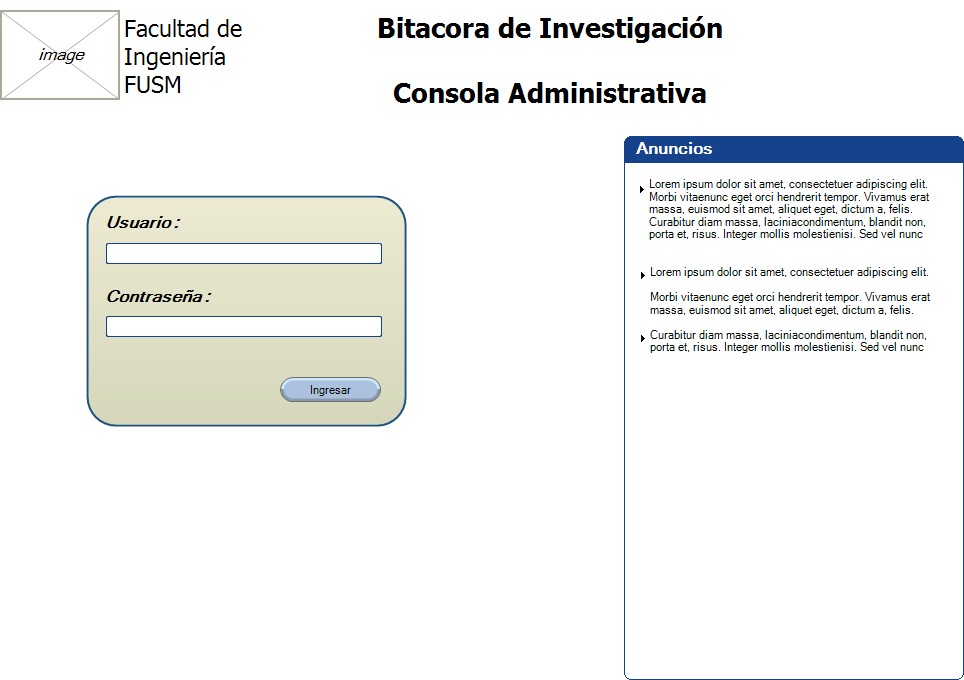 image
Facultad de
Ingeniería
FUSM
Bitacora de Investigación
Consola Administrativa
Usuario :
Contraseña :
Ingresar
Anuncios
Lorem ipsum dolor sit amet, consectetuer adipiscing elit.
Morbi vitaenunc eget orci hendrerit tempor. Vivamus erat
massa, euismod sit amet, aliquet eget, dictum a, felis.
Curabitur diam massa, laciniacondimentum, blandit non,
porta et, risus. Integer mollis molestienisi. Sed vel nunc
Lorem ipsum dolor sit amet, consectetuer adipiscing elit.
Morbi vitaenunc eget orci hendrerit tempor. Vivamus erat
massa, euismod sit amet, aliquet eget, dictum a, felis.
Curabitur diam massa, laciniacondimentum, blandit non,
porta et, risus. Integer mollis molestienisi. Sed vel nunc